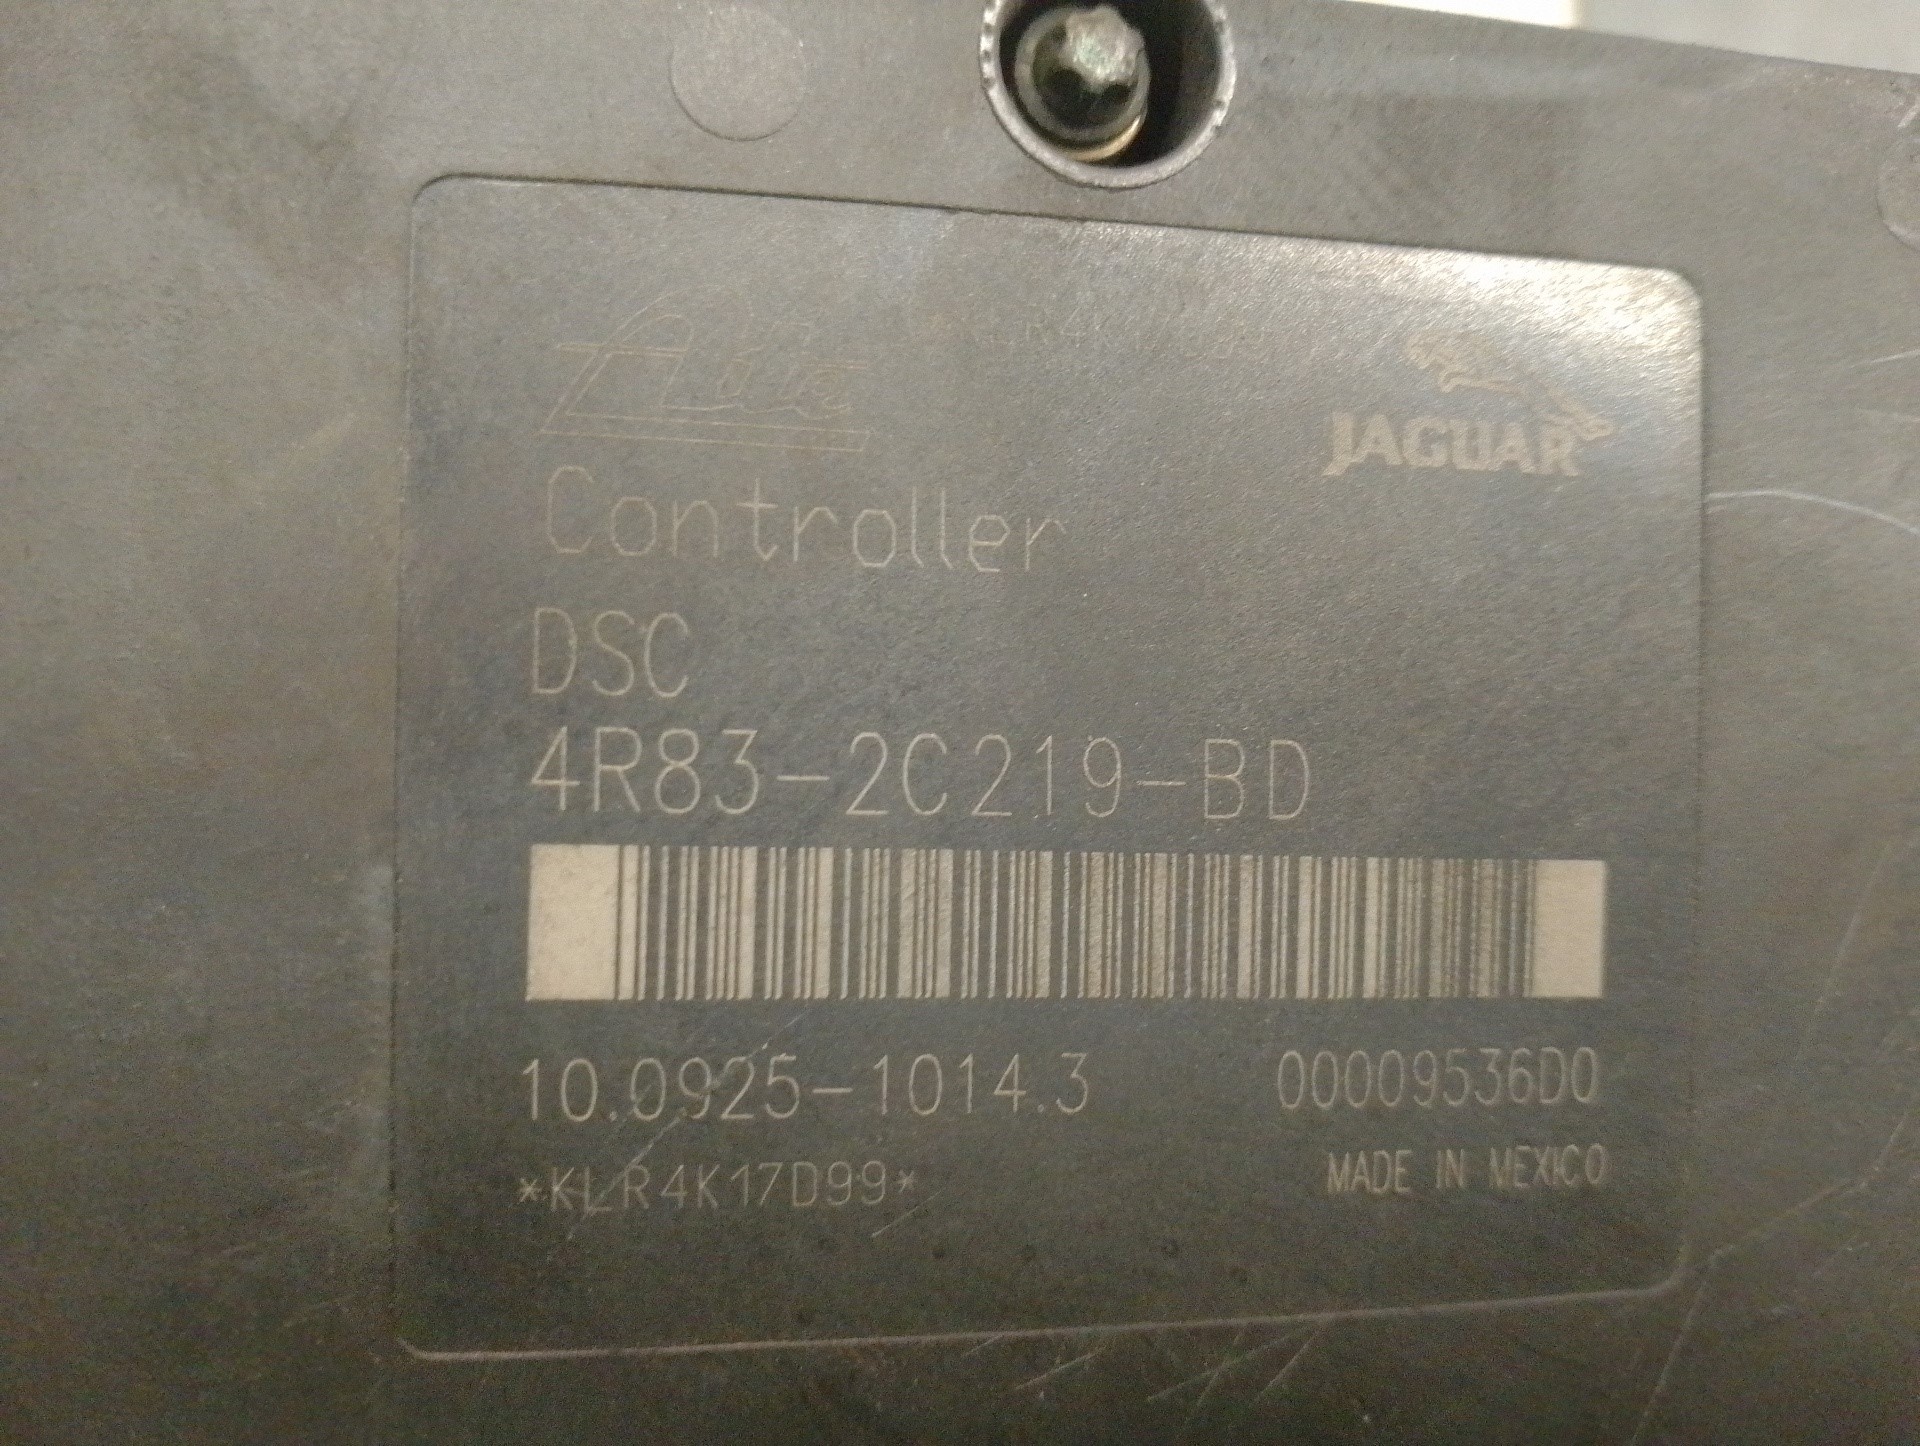 Ate
JAGUAR
Controller
DSC
4R83-2C219-BD
10.0925-1014.3 00009536D0
*KLR4K17D99* MADE IN MEXICO